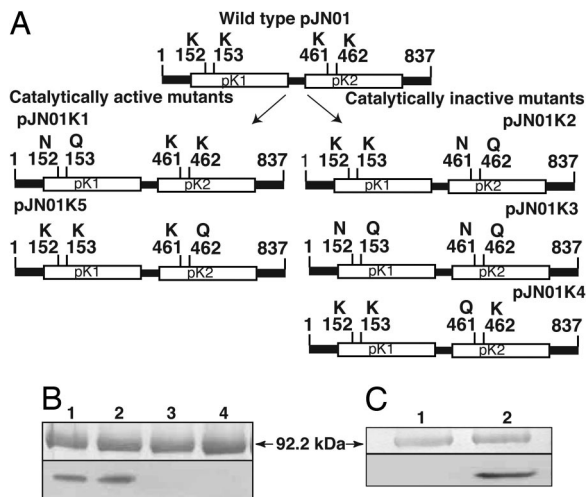 A
Wild type pJN01
K K K K
1 152 153 461 462 837
pK1 pK2
Catalytically active mutants
Catalytically inactive mutants
pJN01K1
N Q K K
1 152 153 461 462 837
pK1 pK2
pJN01K5
K K K Q
1 152 153 461 462 837
pK1 pK2
pJN01K2
K K N Q
1 152 153 461 462 837
pK1 pK2
pJN01K3
N Q N Q
1 152 153 461 462 837
pK1 pK2
pJN01K4
K K Q K
1 152 153 461 462 837
pK1 pK2
B
1 2 3 4
92.2 kDa
C
1 2